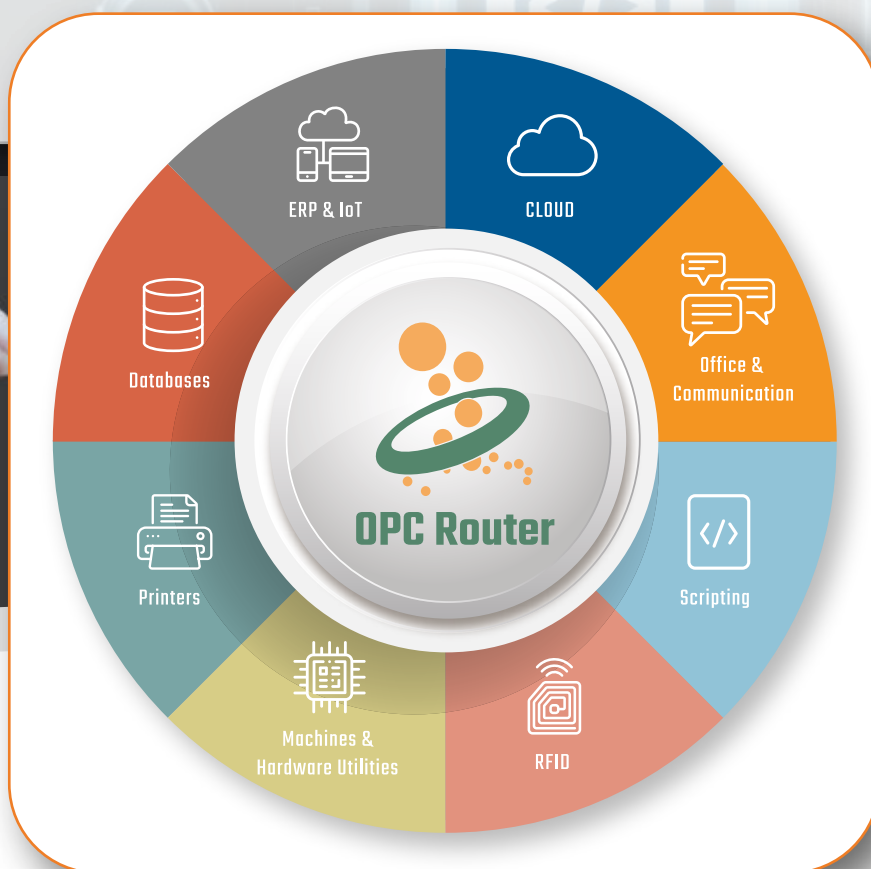 ERP & IoT
CLOUD
Office &
Communication
Scripting
RFID
Machines &
Hardware Utilities
Printers
Databases
OPC Router